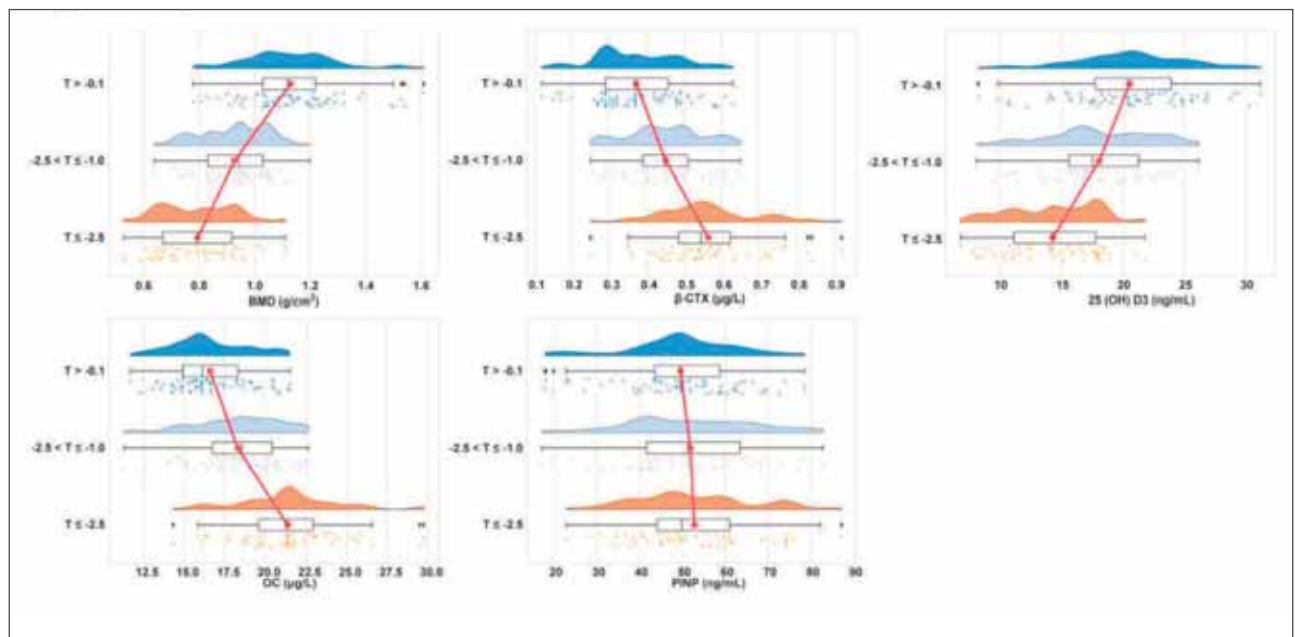 T > -0.1
-2.5 < T ≤ -1.0
T ≤ -2.5
0.6 0.8 1.0 1.2 1.4 1.6
BMD (g/cm²)
T > -0.1
-2.5 < T ≤ -1.0
T ≤ -2.5
0.1 0.2 0.3 0.4 0.5 0.6 0.7 0.8 0.9
β-CTX (μg/L)
T > -0.1
-2.5 < T ≤ -1.0
T ≤ -2.5
10 15 20 25 30
25 (OH) D3 (ng/mL)
T > -0.1
-2.5 < T ≤ -1.0
T ≤ -2.5
12.5 15.0 17.5 20.0 22.5 25.0 27.5 30.0
OC (μg/L)
T > -0.1
-2.5 < T ≤ -1.0
T ≤ -2.5
20 30 40 50 60 70 80 90
PINP (ng/mL)